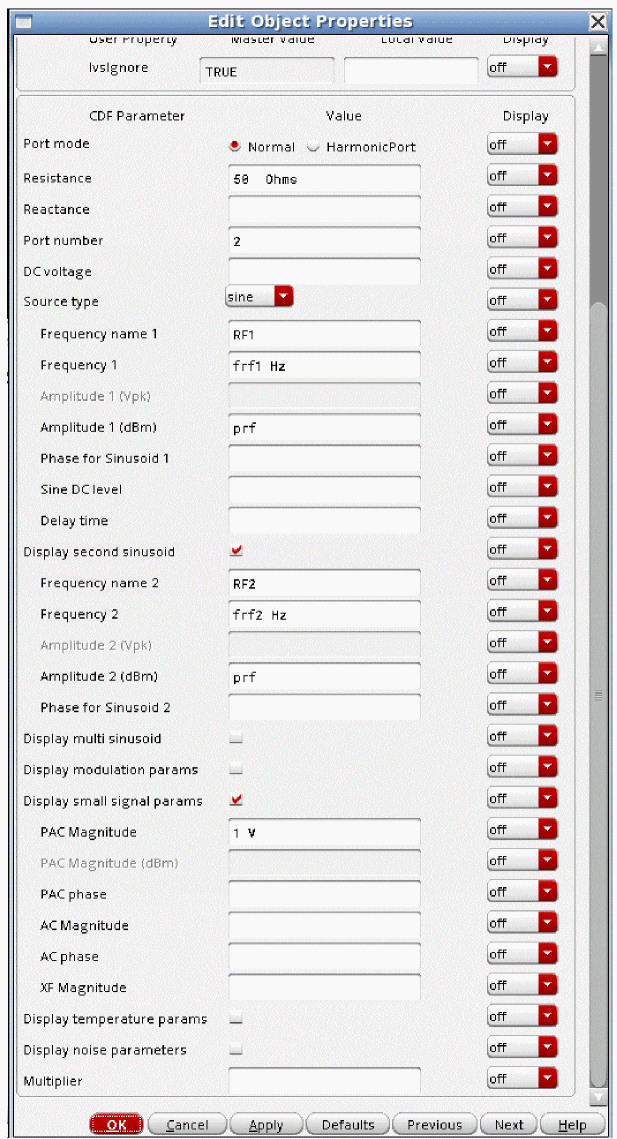 Edit Object Properties
User Property Master Value Local Value Display
lvsIgnore TRUE off
CDF Parameter Value Display
Port mode Normal HarmonicPort off
Resistance 50 Ohms off
Reactance off
Port number 2 off
DC voltage off
Source type sine off
Frequency name 1 RF1 off
Frequency 1 frf1 Hz off
Amplitude 1 (Vpk) off
Amplitude 1 (dBm) prf off
Phase for Sinusoid 1 off
Sine DC level off
Delay time off
Display second sinusoid off
Frequency name 2 RF2 off
Frequency 2 frf2 Hz off
Amplitude 2 (Vpk) off
Amplitude 2 (dBm) prf off
Phase for Sinusoid 2 off
Display multi sinusoid off
Display modulation params off
Display small signal params off
PAC Magnitude 1 V off
PAC Magnitude (dBm) off
PAC phase off
AC Magnitude off
AC phase off
XF Magnitude off
Display temperature params off
Display noise parameters off
Multiplier off
OK Cancel Apply Defaults Previous Next Help